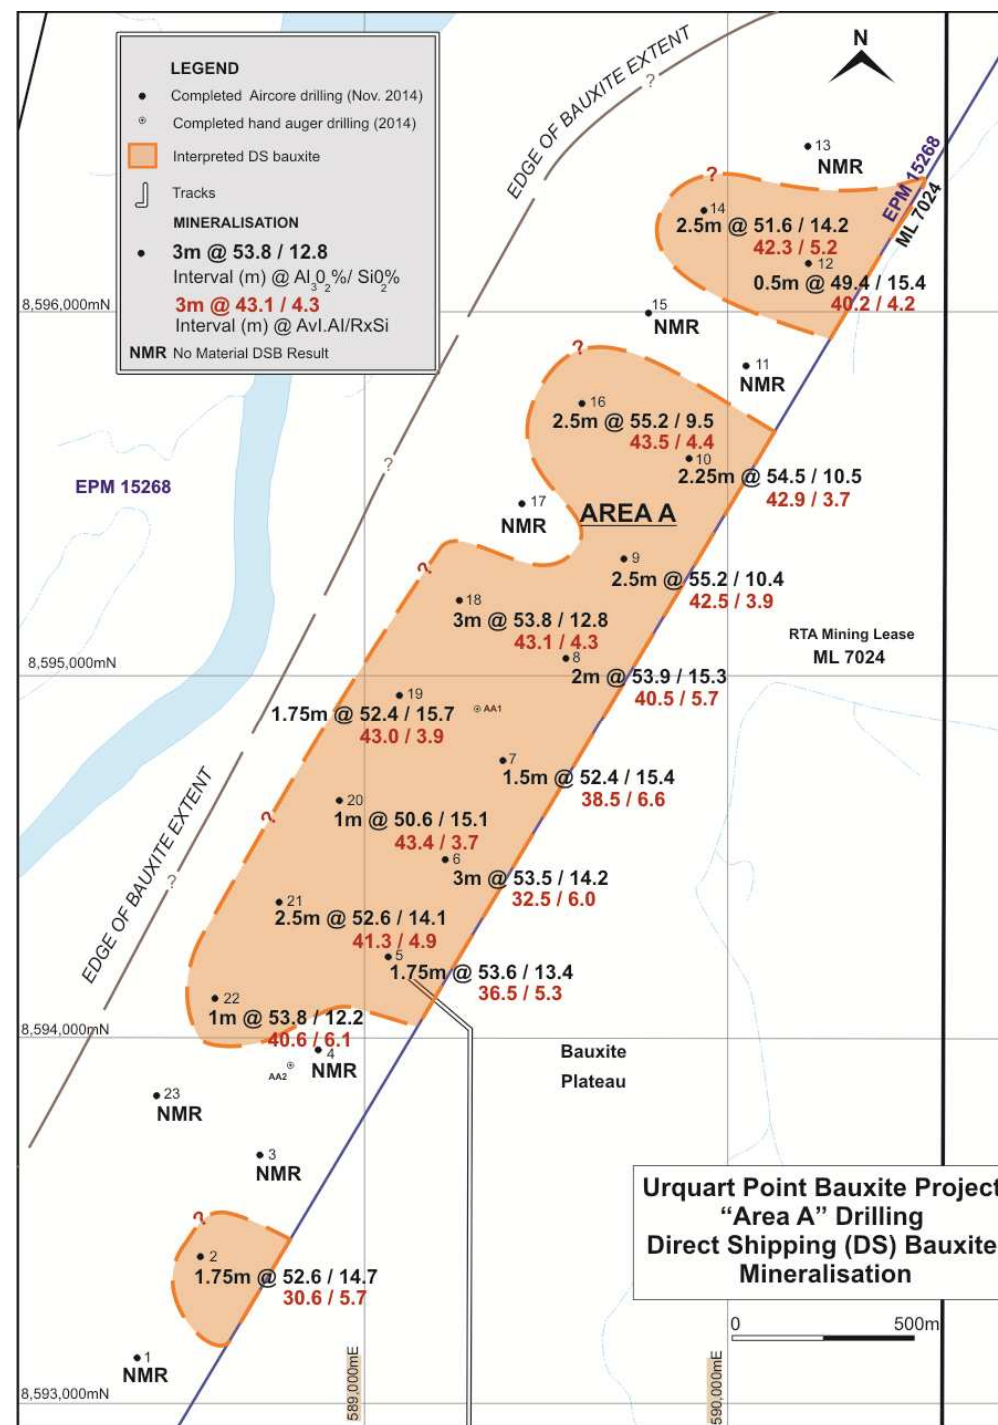 LEGEND
Completed Aircore drilling (Nov. 2014)
Completed hand auger drilling (2014)
Interpreted DS bauxite
Tracks
MINERALISATION
3m @ 53.8 / 12.8
Interval (m) @ Al₃0₂%/ Si0₂%
3m @ 43.1 / 4.3
Interval (m) @ Avl.Al/RxSi
NMR No Material DSB Result
EDGE OF BAUXITE EXTENT
?
N
13
NMR
EPM 15268
ML 7024
?
14
2.5m @ 51.6 / 14.2
42.3 / 5.2
12
0.5m @ 49.4 / 15.4
40.2 / 4.2
8,596,000mN
15
NMR
?
11
NMR
16
2.5m @ 55.2 / 9.5
43.5 / 4.4
?
10
2.25m @ 54.5 / 10.5
42.9 / 3.7
EPM 15268
17
NMR
AREA A
9
2.5m @ 55.2 / 10.4
42.5 / 3.9
?
18
3m @ 53.8 / 12.8
43.1 / 4.3
RTA Mining Lease
ML 7024
8
2m @ 53.9 / 15.3
40.5 / 5.7
8,595,000mN
19
1.75m @ 52.4 / 15.7
43.0 / 3.9
AA1
7
1.5m @ 52.4 / 15.4
38.5 / 6.6
?
20
1m @ 50.6 / 15.1
43.4 / 3.7
6
3m @ 53.5 / 14.2
32.5 / 6.0
EDGE OF BAUXITE EXTENT
?
21
2.5m @ 52.6 / 14.1
41.3 / 4.9
5
1.75m @ 53.6 / 13.4
36.5 / 5.3
22
1m @ 53.8 / 12.2
40.6 / 6.1
8,594,000mN
4
NMR
AA2
Bauxite
Plateau
23
NMR
3
NMR
?
2
1.75m @ 52.6 / 14.7
30.6 / 5.7
Urquart Point Bauxite Project
“Area A” Drilling
Direct Shipping (DS) Bauxite
Mineralisation
0 500m
1
NMR
8,593,000mN
589,000mE
590,000mE